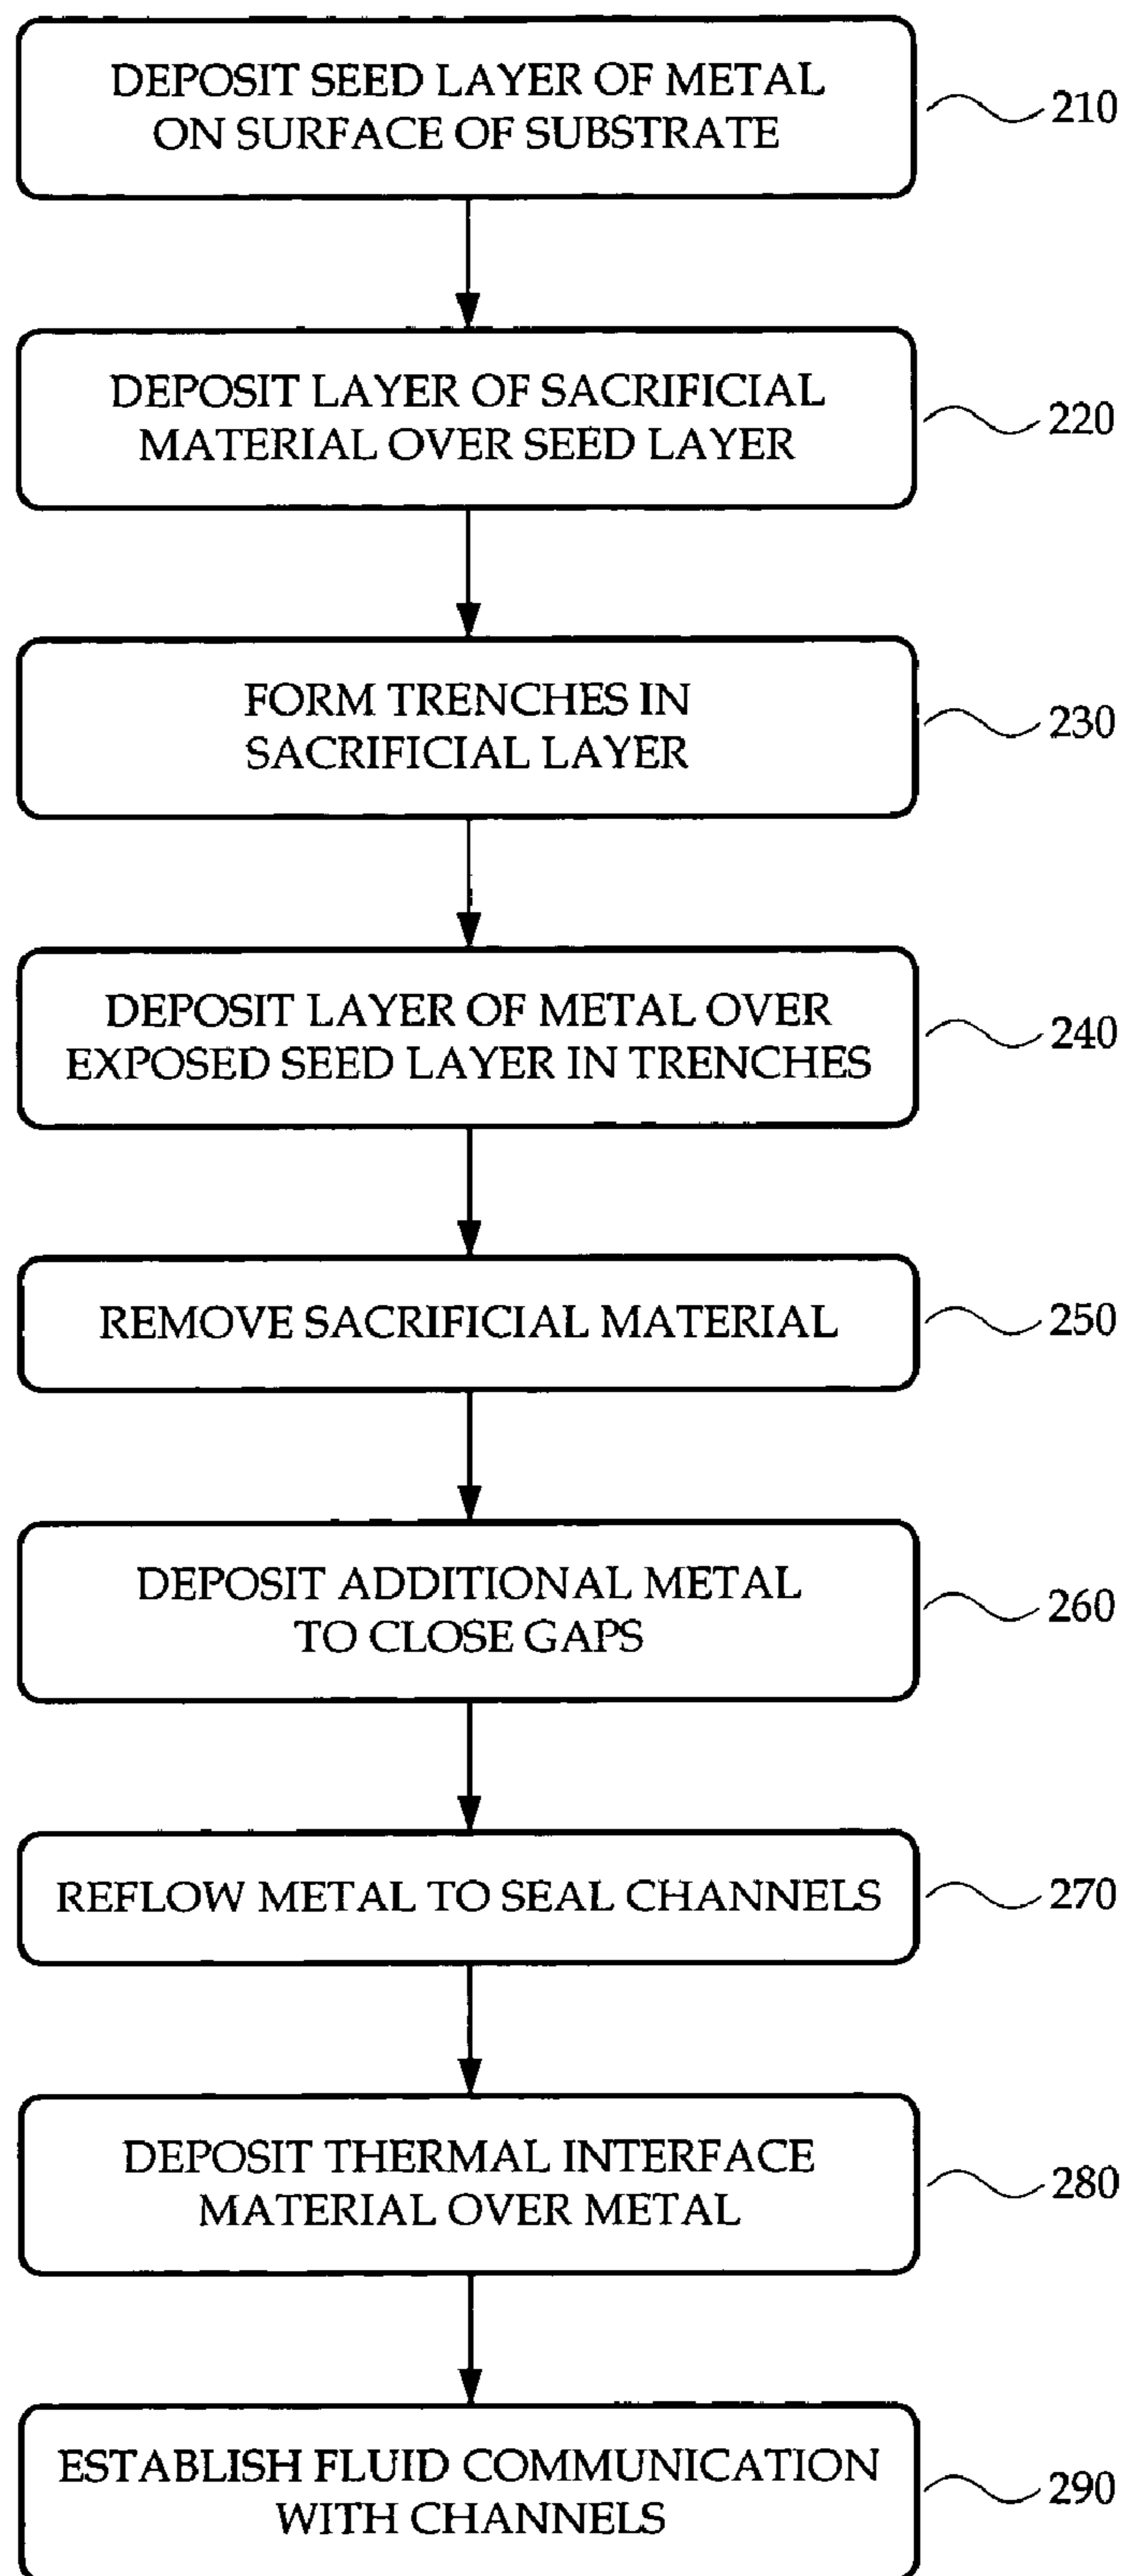 DEPOSIT SEED LAYER OF METAL
ON SURFACE OF SUBSTRATE
210
DEPOSIT LAYER OF SACRIFICIAL
MATERIAL OVER SEED LAYER
220
FORM TRENCHES IN
SACRIFICIAL LAYER
230
DEPOSIT LAYER OF METAL OVER
EXPOSED SEED LAYER IN TRENCHES
240
REMOVE SACRIFICIAL MATERIAL
250
DEPOSIT ADDITIONAL METAL
TO CLOSE GAPS
260
REFLOW METAL TO SEAL CHANNELS
270
DEPOSIT THERMAL INTERFACE
MATERIAL OVER METAL
280
ESTABLISH FLUID COMMUNICATION
WITH CHANNELS
290